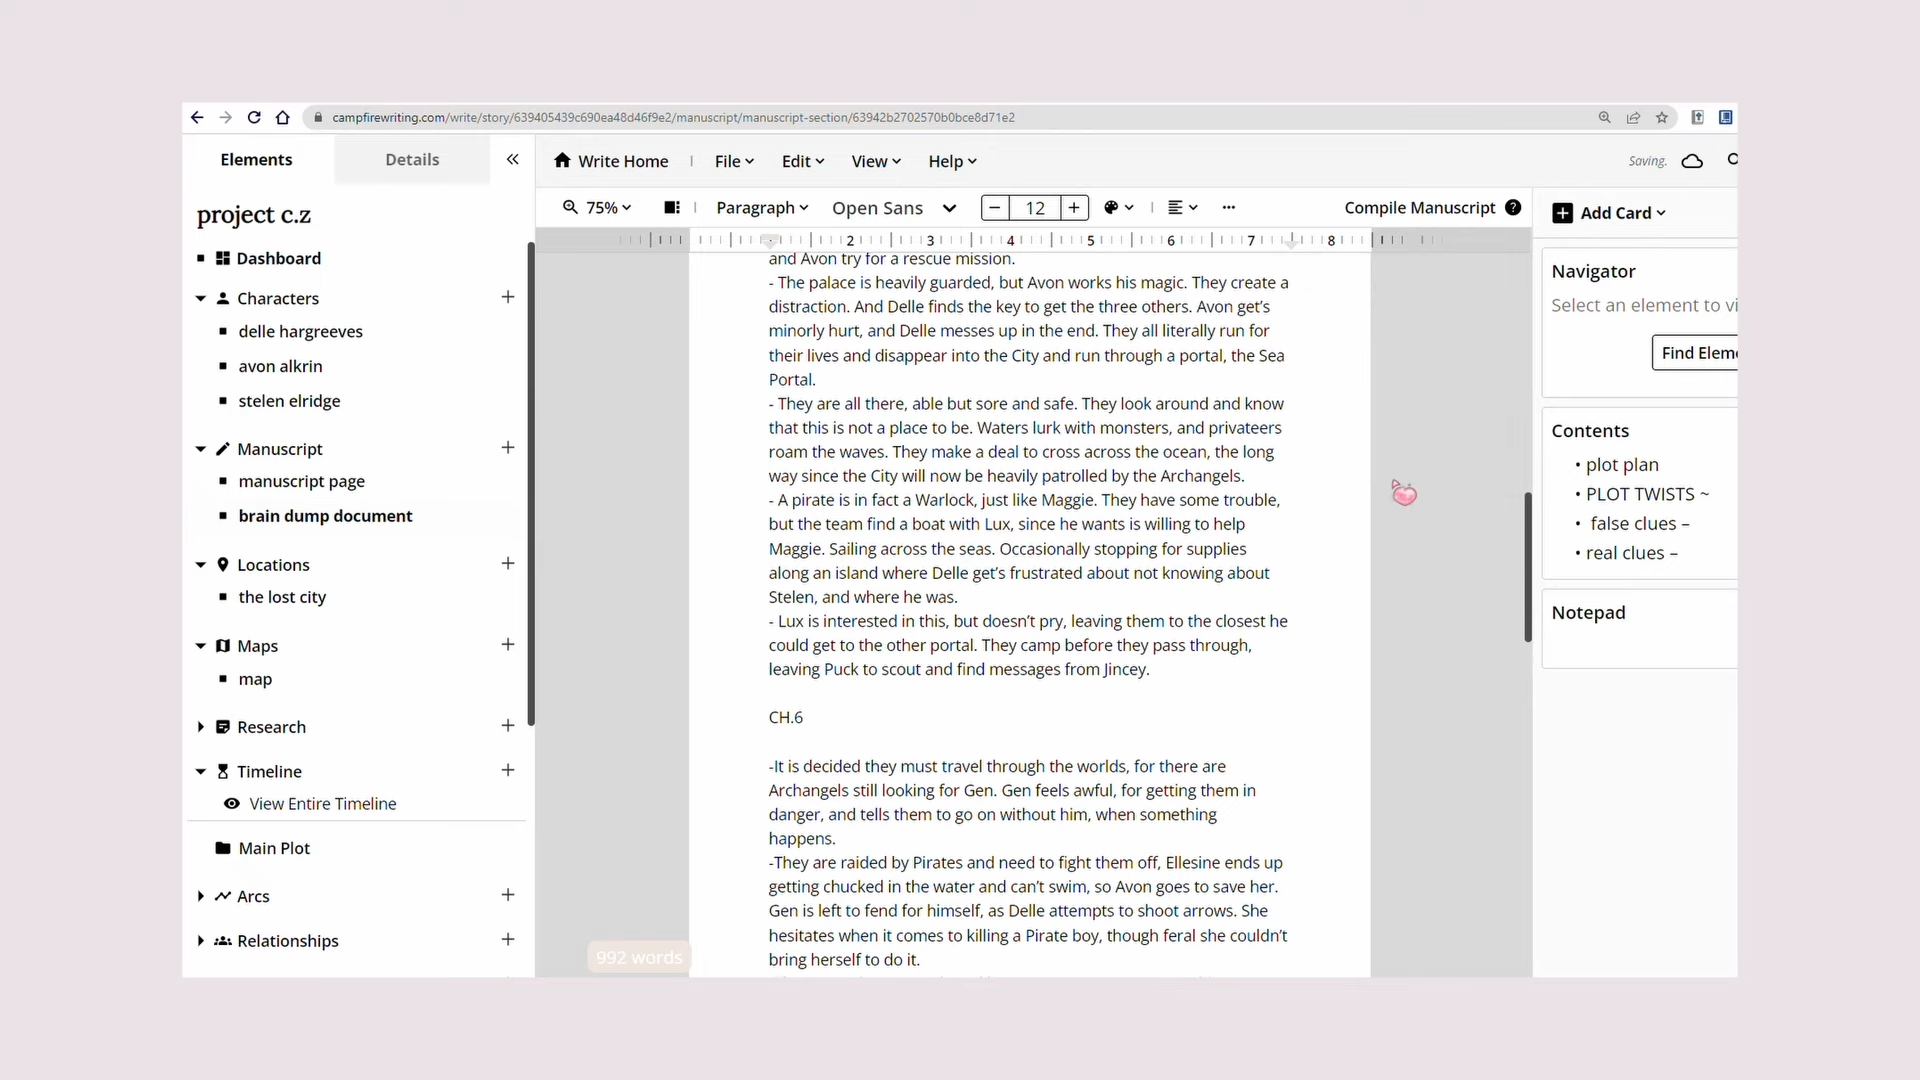 campfirewriting.com/write/story/639405439c690ea48d46f9e2/manuscript/manuscript-section/63942b2702570b0bce8d71e2
Elements
Details
Write Home
File
Edit
View
Help
Saving.
project c.z
75%
Paragraph
Open Sans
12
Compile Manuscript
Add Card
2 3 4 5 6 7 8
Dashboard
Characters
delle hargreeves
avon alkrin
stelen elridge
Manuscript
manuscript page
brain dump document
Locations
the lost city
Maps
map
Research
Timeline
View Entire Timeline
Main Plot
Arcs
Relationships
and Avon try for a rescue mission.
- The palace is heavily guarded, but Avon works his magic. They create a
distraction. And Delle finds the key to get the three others. Avon get’s
minorly hurt, and Delle messes up in the end. They all literally run for
their lives and disappear into the City and run through a portal, the Sea
Portal.
- They are all there, able but sore and safe. They look around and know
that this is not a place to be. Waters lurk with monsters, and privateers
roam the waves. They make a deal to cross across the ocean, the long
way since the City will now be heavily patrolled by the Archangels.
- A pirate is in fact a Warlock, just like Maggie. They have some trouble,
but the team find a boat with Lux, since he wants is willing to help
Maggie. Sailing across the seas. Occasionally stopping for supplies
along an island where Delle get’s frustrated about not knowing about
Stelen, and where he was.
- Lux is interested in this, but doesn’t pry, leaving them to the closest he
could get to the other portal. They camp before they pass through,
leaving Puck to scout and find messages from Jincey.
CH.6
-It is decided they must travel through the worlds, for there are
Archangels still looking for Gen. Gen feels awful, for getting them in
danger, and tells them to go on without him, when something
happens.
-They are raided by Pirates and need to fight them off, Ellesine ends up
getting chucked in the water and can’t swim, so Avon goes to save her.
Gen is left to fend for himself, as Delle attempts to shoot arrows. She
hesitates when it comes to killing a Pirate boy, though feral she couldn’t
bring herself to do it.
992 words
Navigator
Select an element to vi
Find Elem
Contents
• plot plan
• PLOT TWISTS ~
• false clues –
• real clues –
Notepad